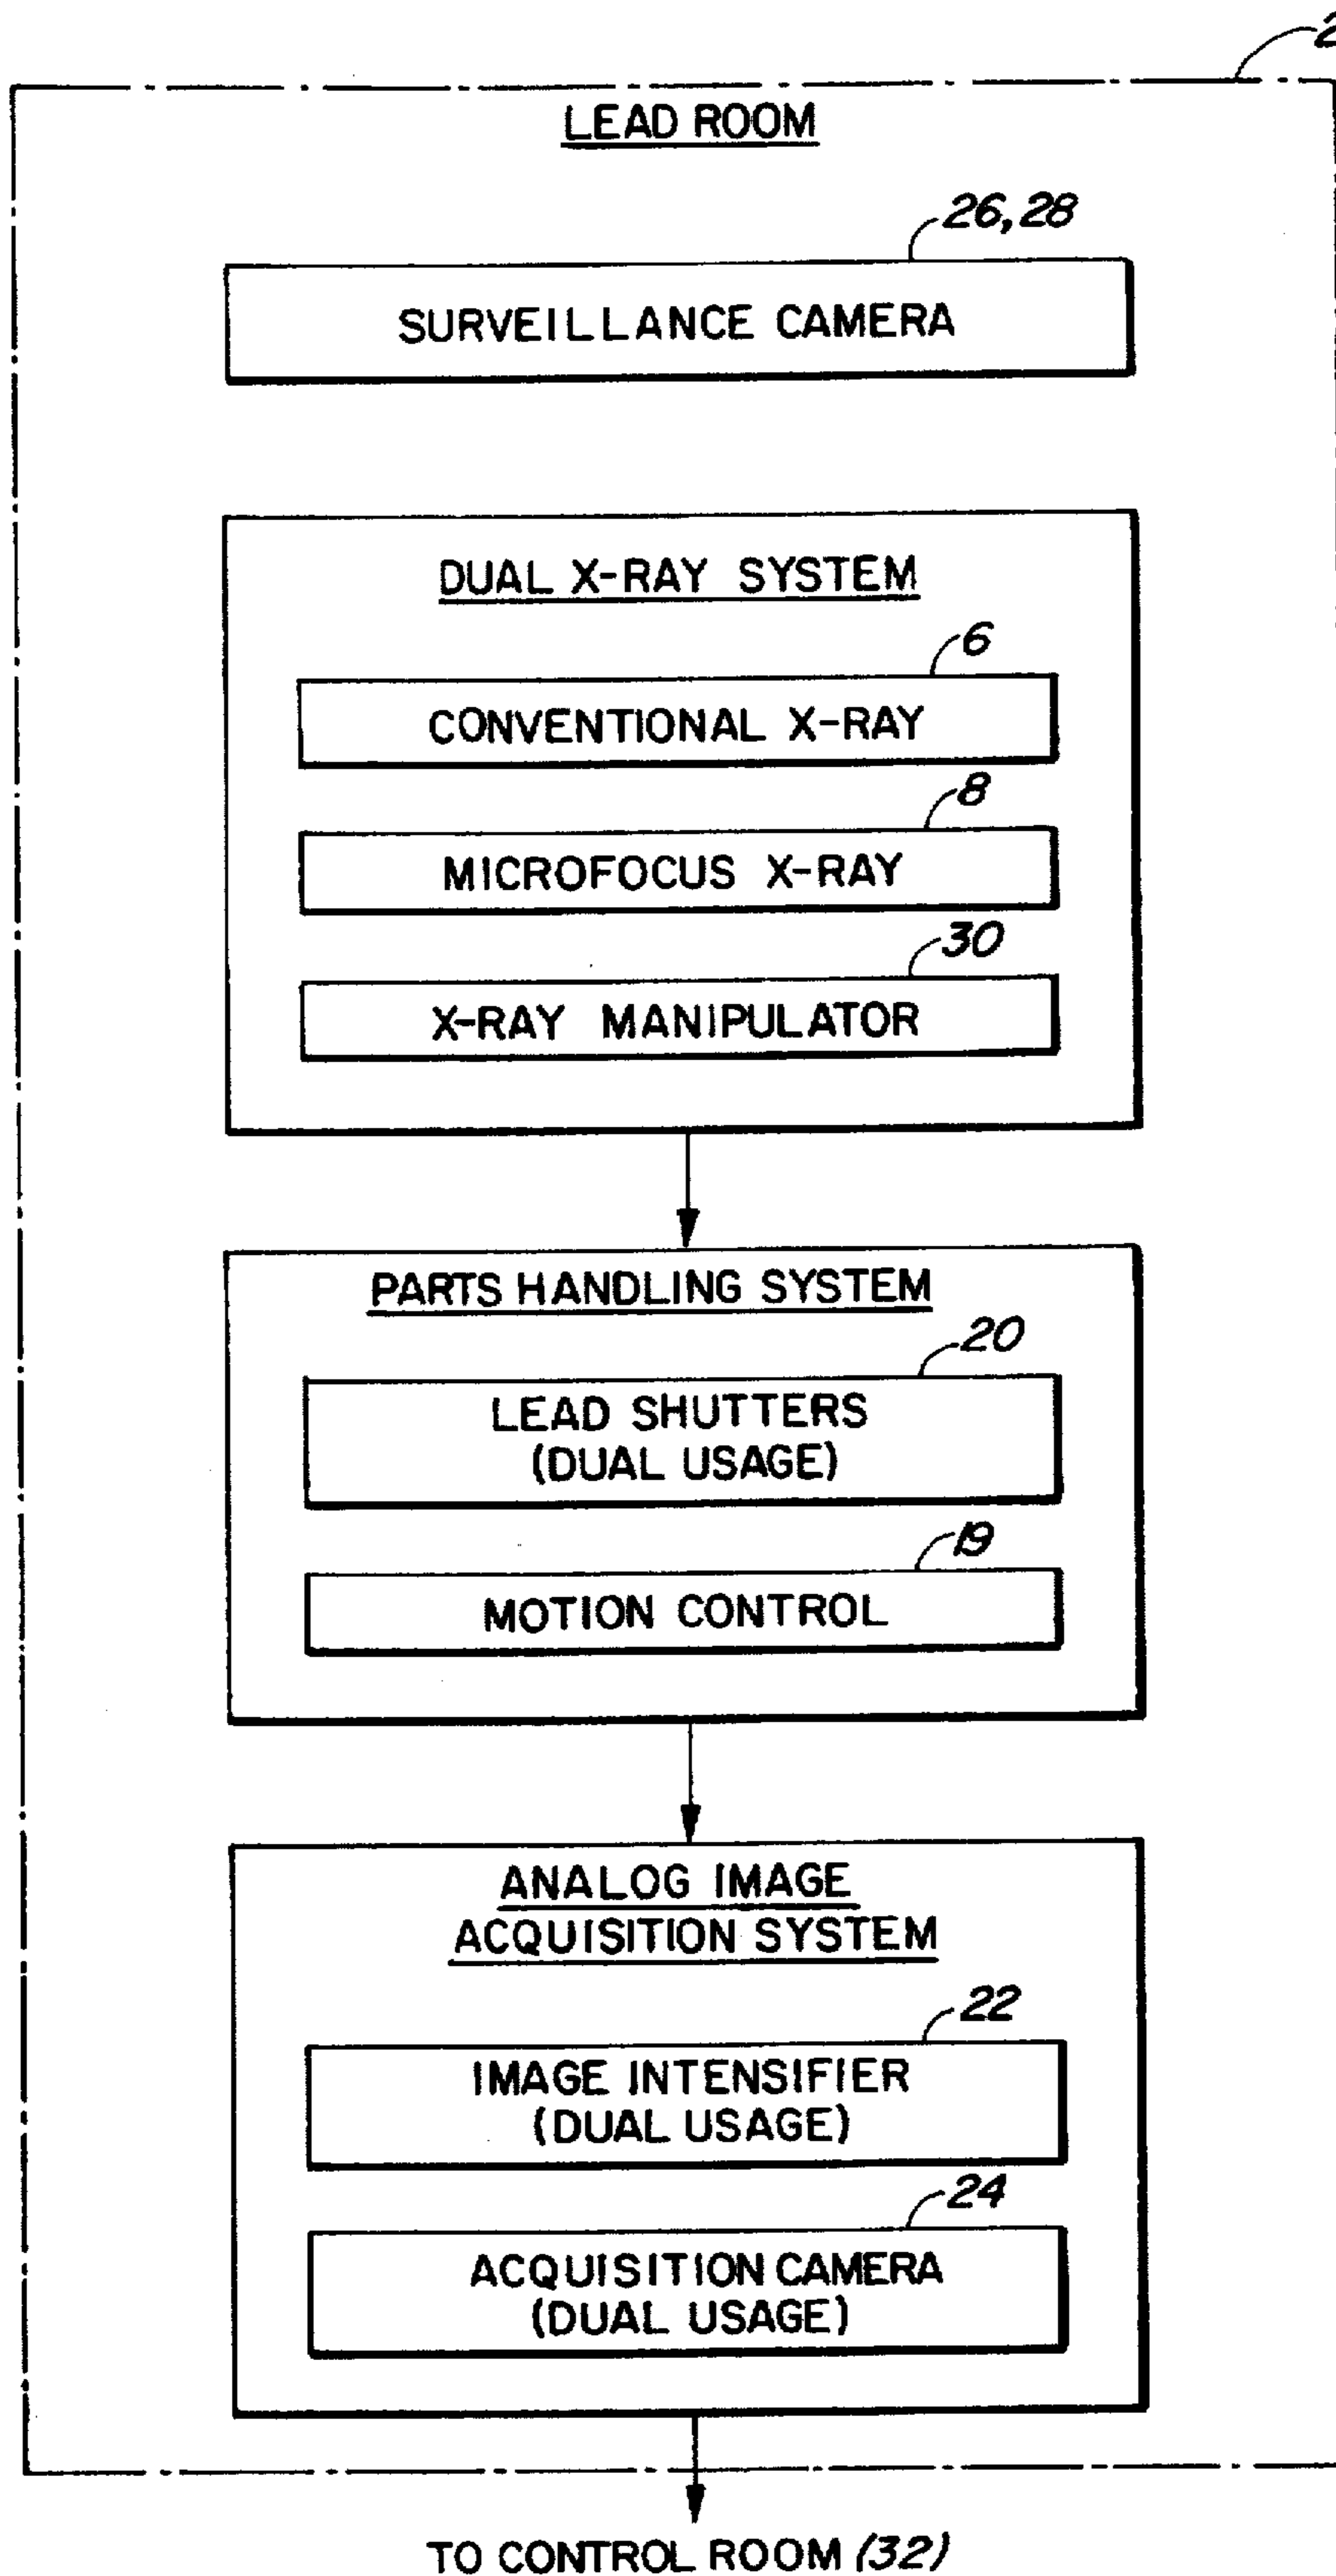 2
LEAD ROOM
26,28
SURVEILLANCE CAMERA
DUAL X-RAY SYSTEM
6
CONVENTIONAL X-RAY
8
MICROFOCUS X-RAY
30
X-RAY MANIPULATOR
PARTS HANDLING SYSTEM
20
LEAD SHUTTERS
(DUAL USAGE)
19
MOTION CONTROL
ANALOG IMAGE
ACQUISITION SYSTEM
22
IMAGE INTENSIFIER
(DUAL USAGE)
24
ACQUISITION CAMERA
(DUAL USAGE)
TO CONTROL ROOM (32)